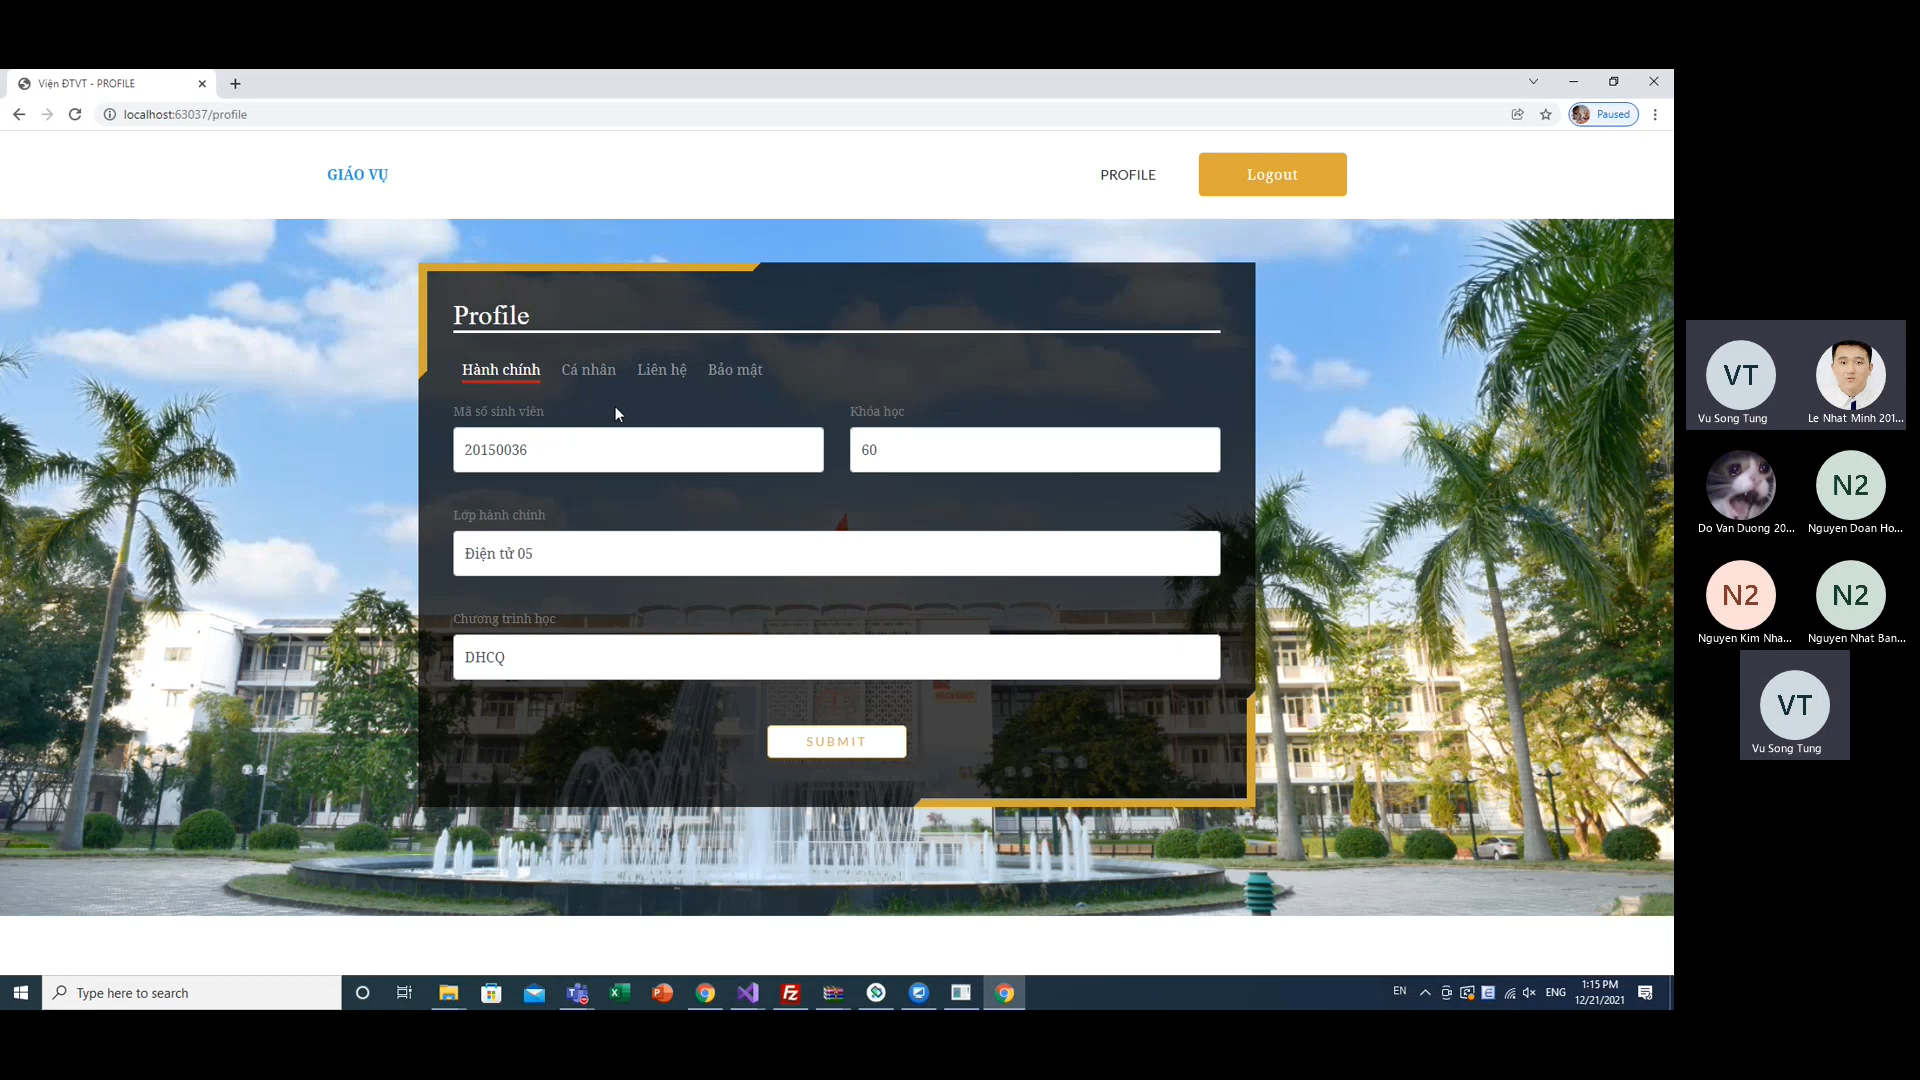 Viện ĐTVT - PROFILE
localhost:63037/profile
Paused
GIÁO VỤ
PROFILE
Logout
Profile
Hành chính
Cá nhân
Liên hệ
Bảo mật
Mã số sinh viên
Khóa học
20150036
60
Lớp hành chính
Điện tử 05
Chương trình học
DHCQ
SUBMIT
VT
Vu Song Tung
Le Nhat Minh 201...
Do Van Duong 20...
N2
Nguyen Doan Ho...
N2
Nguyen Kim Nha...
N2
Nguyen Nhat Ban...
VT
Vu Song Tung
Type here to search
EN
ENG
1:15 PM
12/21/2021